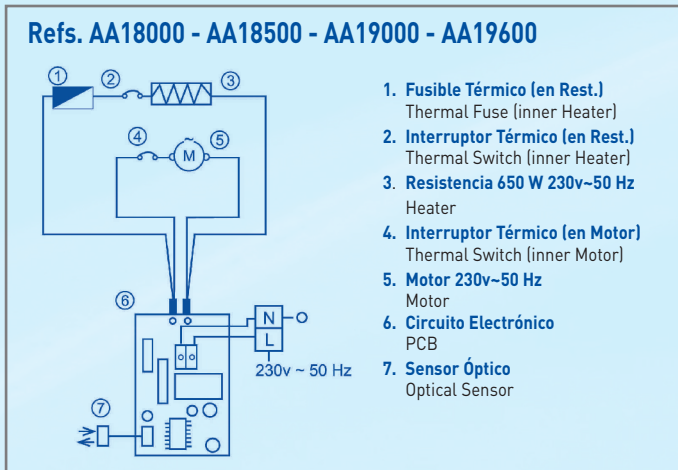 Refs. AA18000 - AA18500 - AA19000 - AA19600
1 2 3
4 ~ 5
M
6
N
L
230v ~ 50 Hz
7
1. Fusible Térmico (en Rest.)
Thermal Fuse (inner Heater)
2. Interruptor Térmico (en Rest.)
Thermal Switch (inner Heater)
3. Resistencia 650 W 230v~50 Hz
Heater
4. Interruptor Térmico (en Motor)
Thermal Switch (inner Motor)
5. Motor 230v~50 Hz
Motor
6. Circuito Electrónico
PCB
7. Sensor Óptico
Optical Sensor